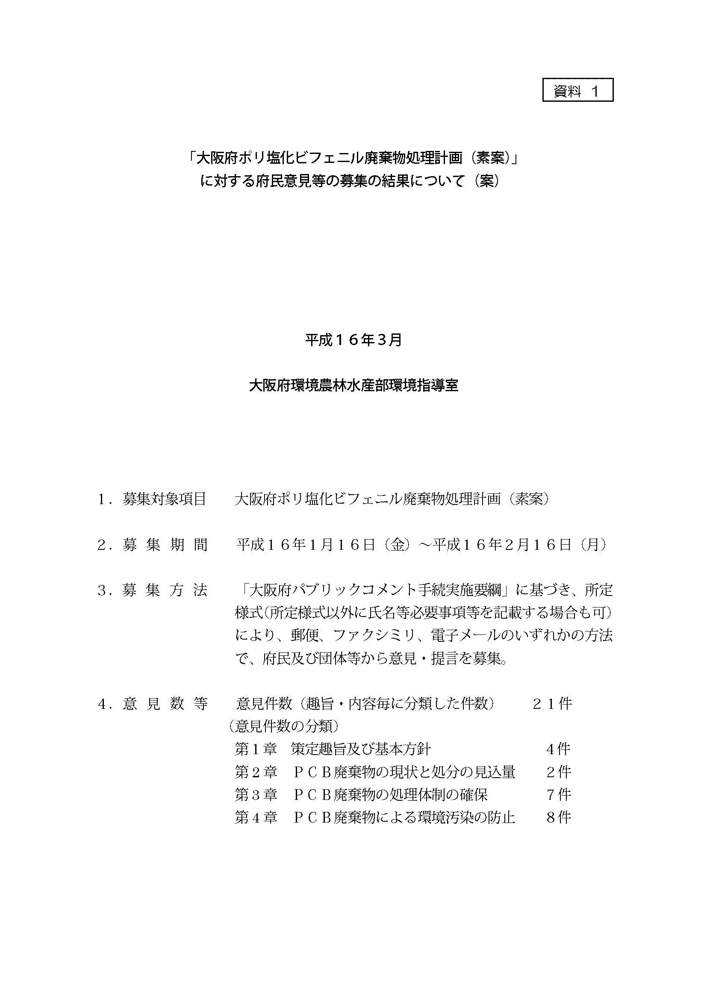 資料　１
「大阪府ポリ塩化ビフェニル廃棄物処理計画（素案）」
に対する府民意見等の募集の結果について（案）
平成１６年３月
大阪府環境農林水産部環境指導室
１．募集対象項目　　大阪府ポリ塩化ビフェニル廃棄物処理計画（素案）
２．募 集 期 間　　平成１６年１月１６日（金）～平成１６年２月１６日（月）
３．募 集 方 法　　「大阪府パブリックコメント手続実施要綱」に基づき、所定
様式（所定様式以外に氏名等必要事項等を記載する場合も可）
により、郵便、ファクシミリ、電子メールのいずれかの方法
で、府民及び団体等から意見・提言を募集。
４．意 見 数 等　　意見件数（趣旨・内容毎に分類した件数）　　２１件
（意見件数の分類）
第１章　策定趣旨及び基本方針　　４件
第２章　ＰＣＢ廃棄物の現状と処分の見込量　　２件
第３章　ＰＣＢ廃棄物の処理体制の確保　　７件
第４章　ＰＣＢ廃棄物による環境汚染の防止　　８件